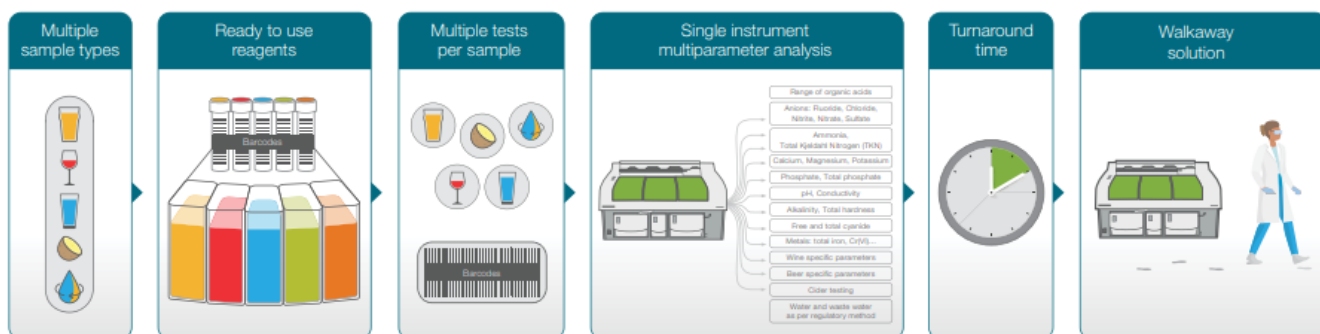 Multiple
sample types
Ready to use
reagents
Barcodes
Multiple tests
per sample
Barcodes
Single instrument
multiparameter analysis
Range of organic acids
Anions: Fluoride, Chloride,
Nitrite, Nitrate, Sulfate
Ammonia,
Total Kjeldahl Nitrogen (TKN)
Calcium, Magnesium, Potassium
Phosphate, Total phosphate
pH, Conductivity
Alkalinity, Total hardness
Free and total cyanide
Metals: total iron, Cr(VI)...
Wine specific parameters
Beer specific parameters
Cider testing
Water and waste water
as per regulatory method
Turnaround
time
Walkaway
solution